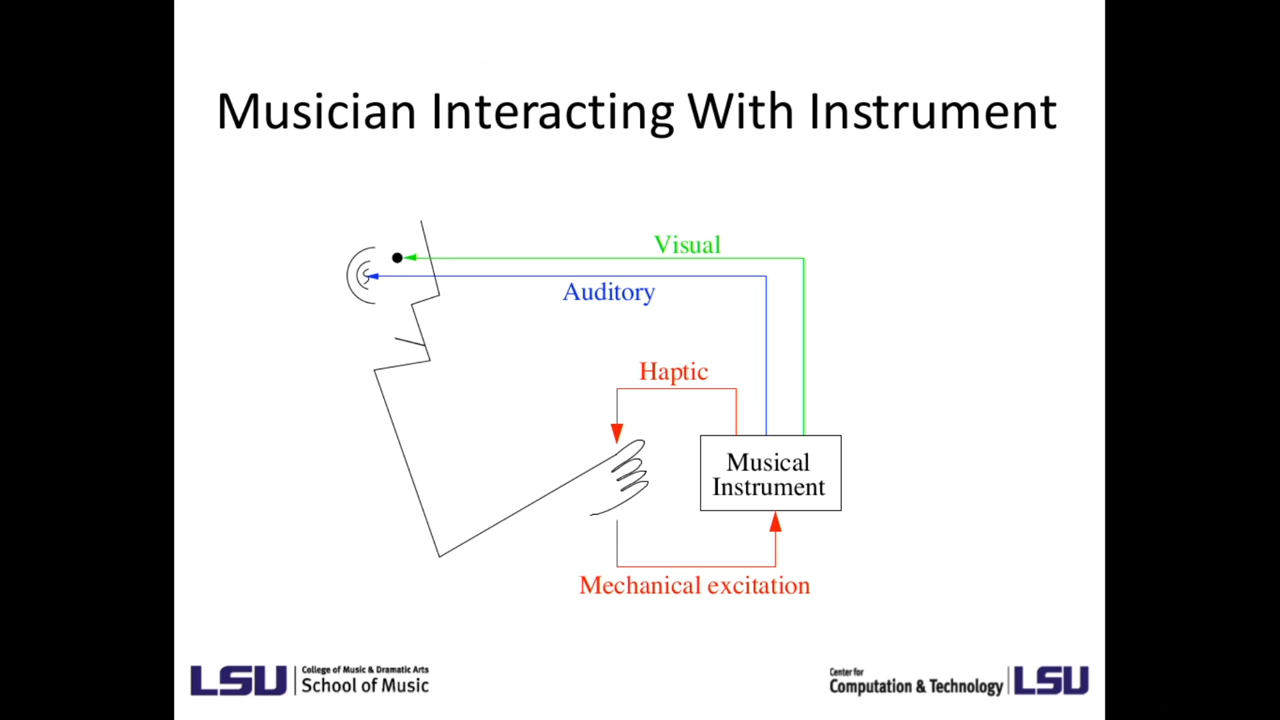 Musician Interacting With Instrument
Visual
Auditory
Haptic
Musical
Instrument
Mechanical excitation
LSU
College of Music & Dramatic Arts
School of Music
Center for
Computation & Technology
LSU